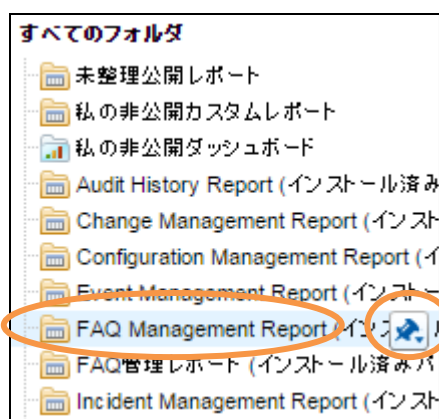 すべてのフォルダ
未整理公開レポート
私の非公開カスタムレポート
私の非公開ダッシュボード
Audit History Report (インストール済み
Change Management Report (インスト
Configuration Management Report (イ
Event Management Report (インストー
FAQ Management Report (インス
FAQ管理レポート (インストール済みパ
Incident Management Report (インスト